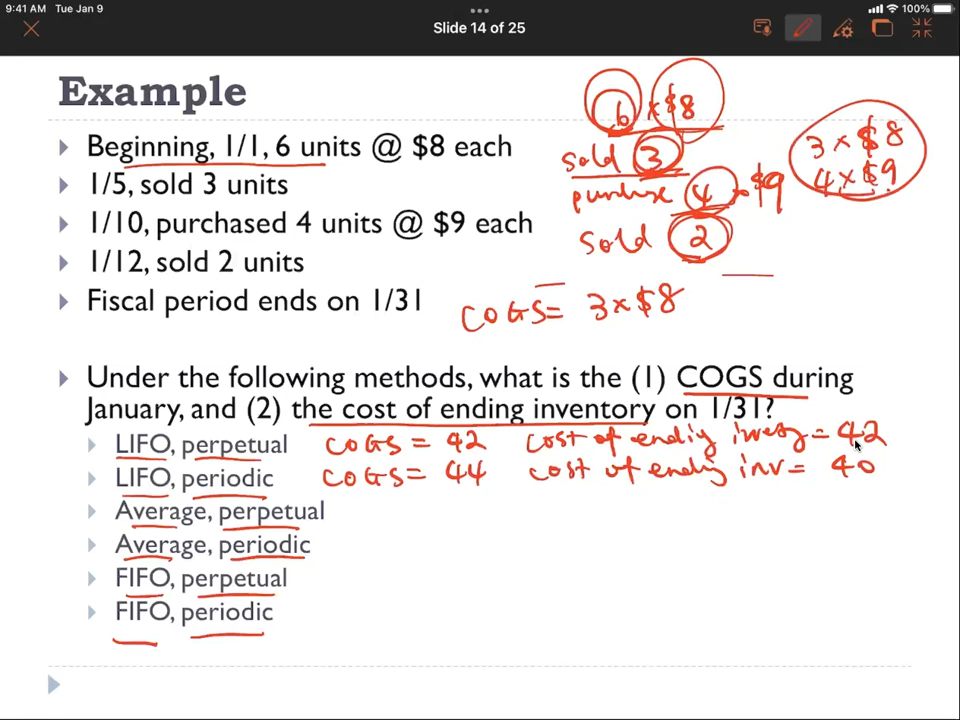 9:41 AM Tue Jan 9
100%
Slide 14 of 25
Example
Beginning, 1/1, 6 units @ $8 each
1/5, sold 3 units
1/10, purchased 4 units @ $9 each
1/12, sold 2 units
Fiscal period ends on 1/31
6 × $8
sold 3
purchase 4 × $9
sold 2
3 × $8
4 × $9
COGS = 3 × $8
Under the following methods, what is the (1) COGS during
January, and (2) the cost of ending inventory on 1/31?
LIFO, perpetual COGS = 42 cost of endig = 42
LIFO, periodic COGS = 44 cost of endig inv = 40
Average, perpetual
Average, periodic
FIFO, perpetual
FIFO, periodic